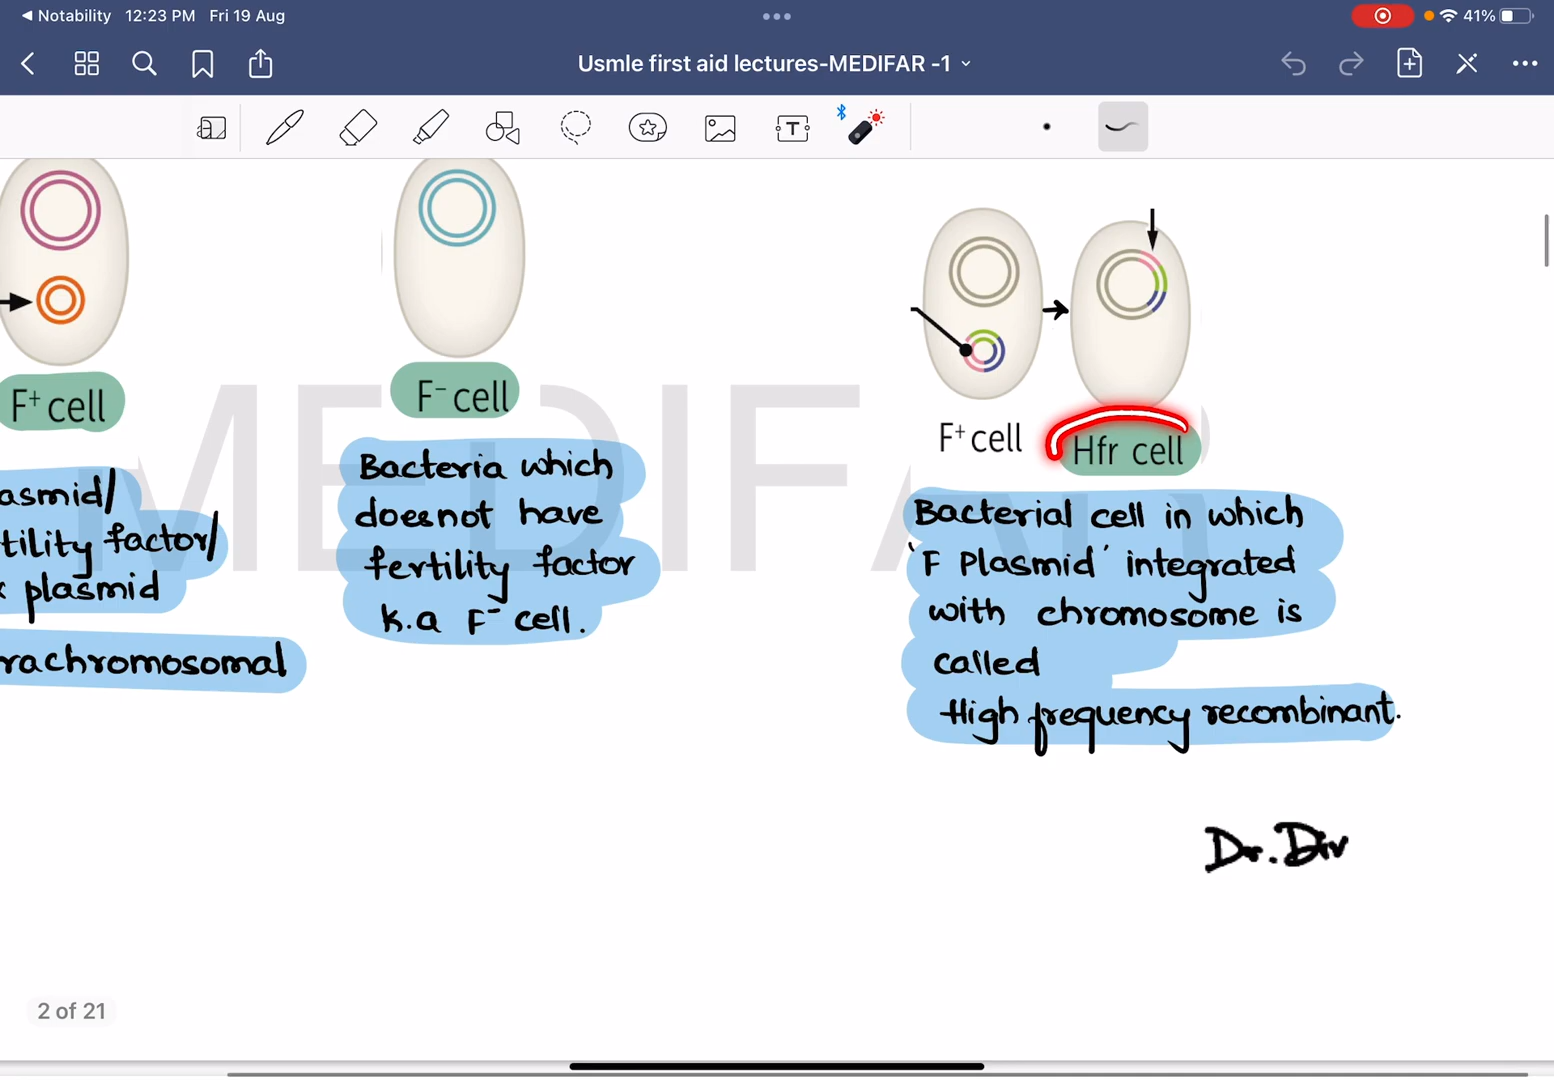 Notability 12:23 PM Fri 19 Aug
41%
Usmle first aid lectures-MEDIFAR -1
T
F+ cell
F- cell
F+ cell
Hfr cell
MEDIFAR
asmid/
tility factor/
plasmid
rachromosomal
Bacteria which
doesnot have
fertility factor
k.a F- cell.
Bacterial cell in which
'F Plasmid' integrated
with chromosome is
called
High frequency recombinant.
Dr. Div
2 of 21